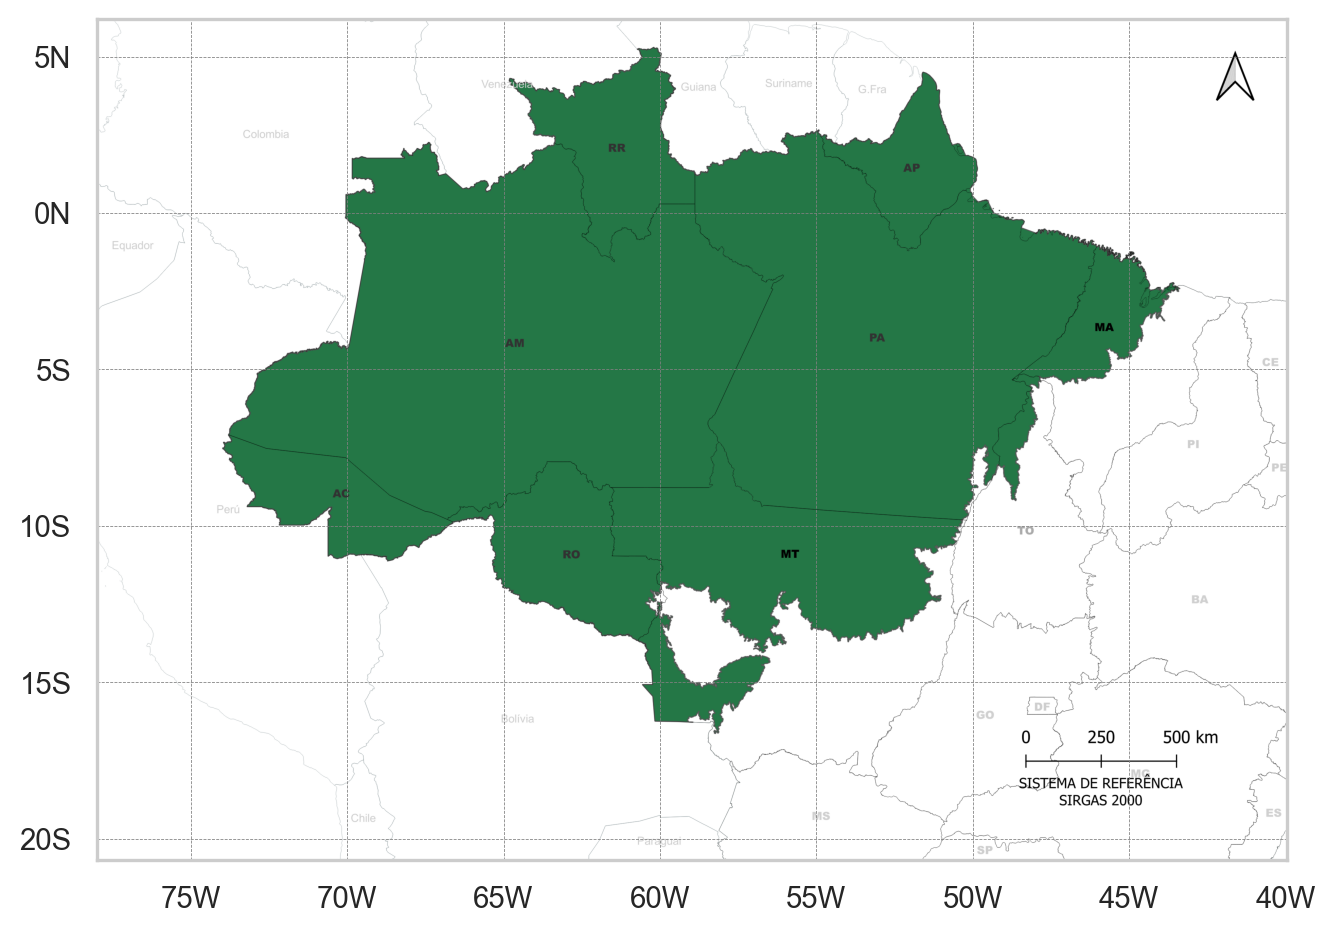 5N
0N
5S
10S
15S
20S
Venezuela
Guiana
Suriname
G.Fra
Colombia
RR
AP
Equador
AM
PA
MA
CE
PI
PE
AC
Perú
TO
RO
MT
BA
Bolívia
GO
DF
0 250 500 km
MG
SISTEMA DE REFERÊNCIA
SIRGAS 2000
Chile
MS
ES
Paraguai
SP
75W 70W 65W 60W 55W 50W 45W 40W